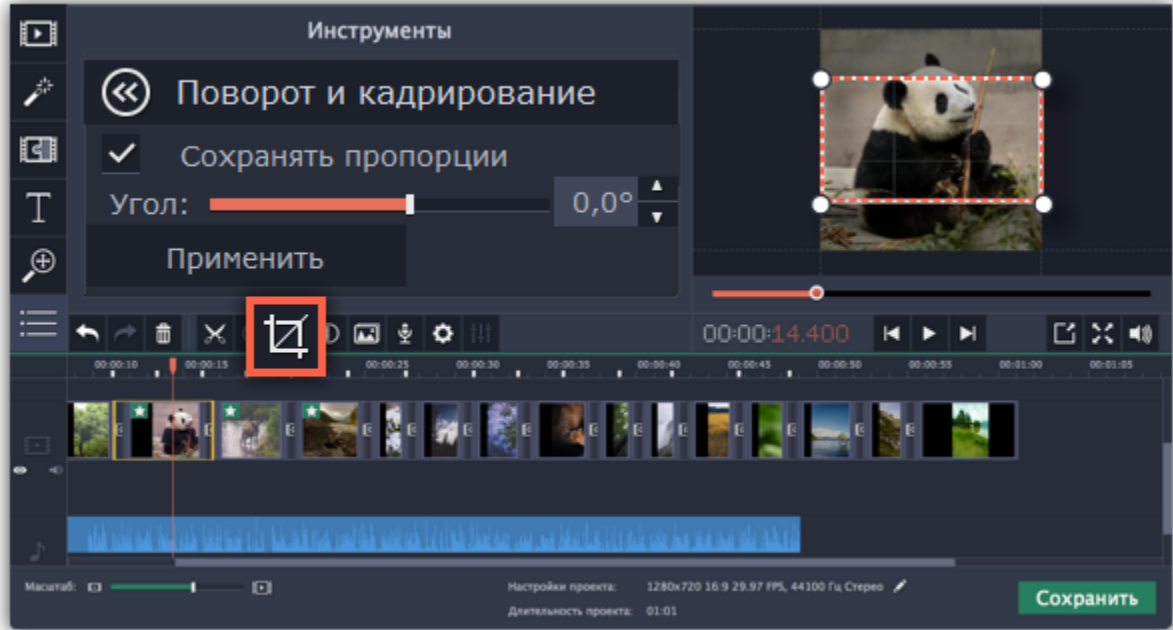 Инструменты
Поворот и кадрирование
Сохранять пропорции
Угол: 0,0°
Применить
00:00:14.400
00:00:10 00:00:15 00:00:25 00:00:30 00:00:35 00:00:40 00:00:45 00:00:50 00:00:55 00:01:00 00:01:05
Масштаб:
Настройки проекта: 1280x720 16:9 29.97 FPS, 44100 Гц Стерео
Длительность проекта: 01:01
Сохранить